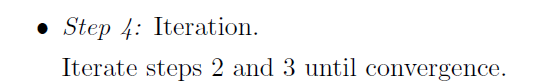 • Step 4: Iteration.
Iterate steps 2 and 3 until convergence.